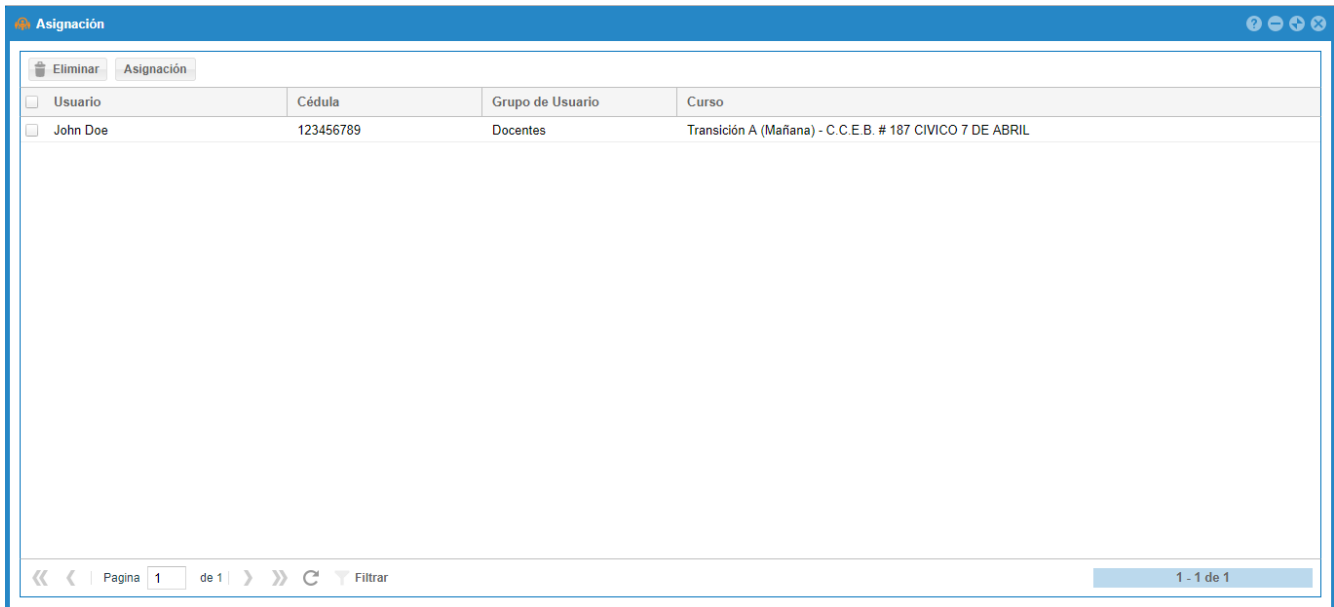 Asignación
Eliminar Asignación
Usuario Cédula Grupo de Usuario Curso
John Doe 123456789 Docentes Transición A (Mañana) - C.C.E.B. # 187 CIVICO 7 DE ABRIL
Pagina 1 de 1 Filtrar 1 - 1 de 1